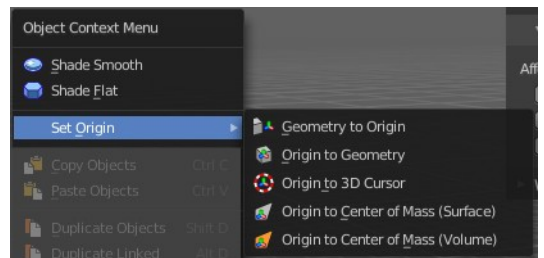 Object Context Menu
Shade Smooth
Shade Flat
Set Origin
Geometry to Origin
Origin to Geometry
Origin to 3D Cursor
Origin to Center of Mass (Surface)
Origin to Center of Mass (Volume)
Copy Objects Ctrl C
Paste Objects Ctrl V
Duplicate Objects Shift D
Duplicate Linked Alt D